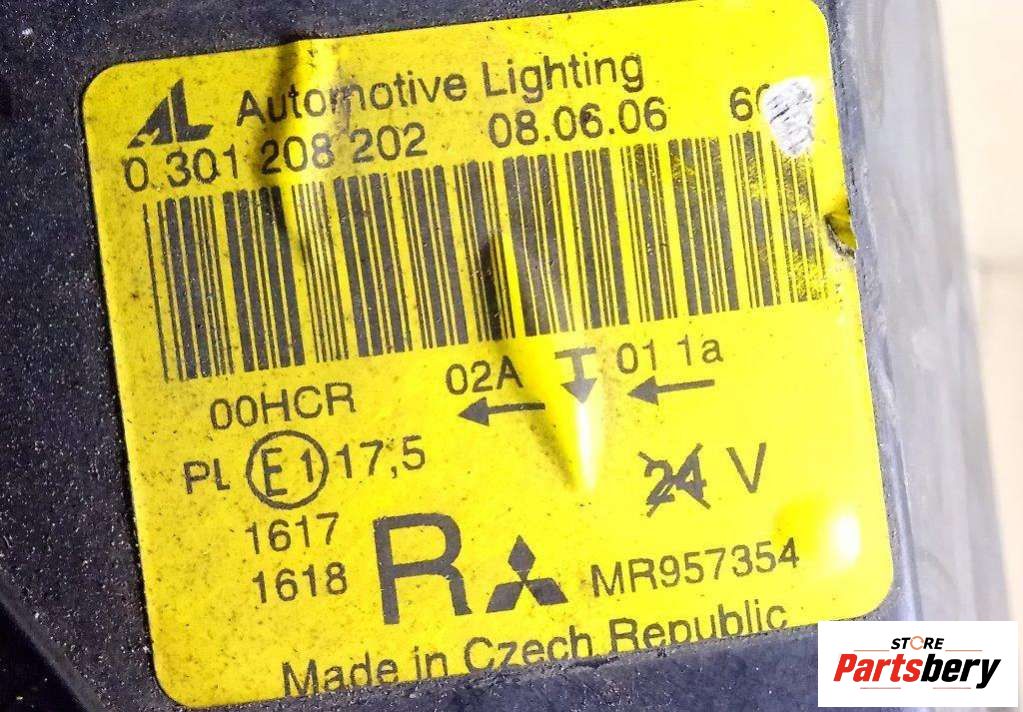 AL Automotive Lighting
0 301 208 202 08.06.06
00HCR 02A 01 1a
PL E1 17,5 24 V
1617
1618 R MR957354
Made in Czech Republic
STORE
Partsbery